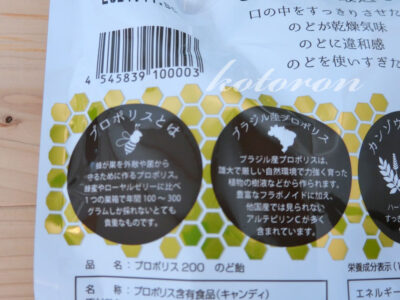 口の中をすっきりさせた
のどが乾燥気味
のどに違和感
のどを使いすぎた
4 545839 100003
kotoron
プロポリスとは
蜂が巣を外敵や菌から
守るために作るプロポリス。
蜂蜜やローヤルゼリーに比べ
1つの巣箱で年間100〜300
グラムしか採れないとても
貴重なものです。
ブラジル産プロポリス
ブラジル産プロポリスは、
雄大で厳しい自然環境で力強く育った
植物の樹液などから作られます。
豊富なフラボノイドに加え、
他国産では見られない
アルテピリンCが多く
含まれています。
カンゾウ
ハー
品名:プロポリス200 のど飴
名称:プロポリス含有食品(キャンディ)
栄養成分表示
エネルギー